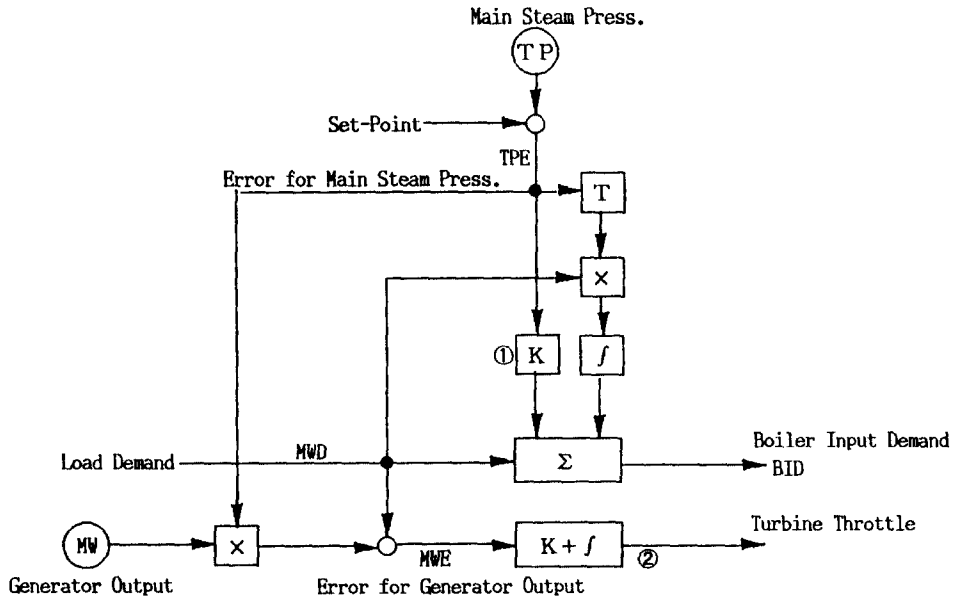 Main Steam Press.
TP
Set-Point
TPE
Error for Main Steam Press.
T
×
① K
∫
Boiler Input Demand
Load Demand
MWD
Σ
BID
Turbine Throttle
MW
×
MWE
K+∫
②
Generator Output
Error for Generator Output